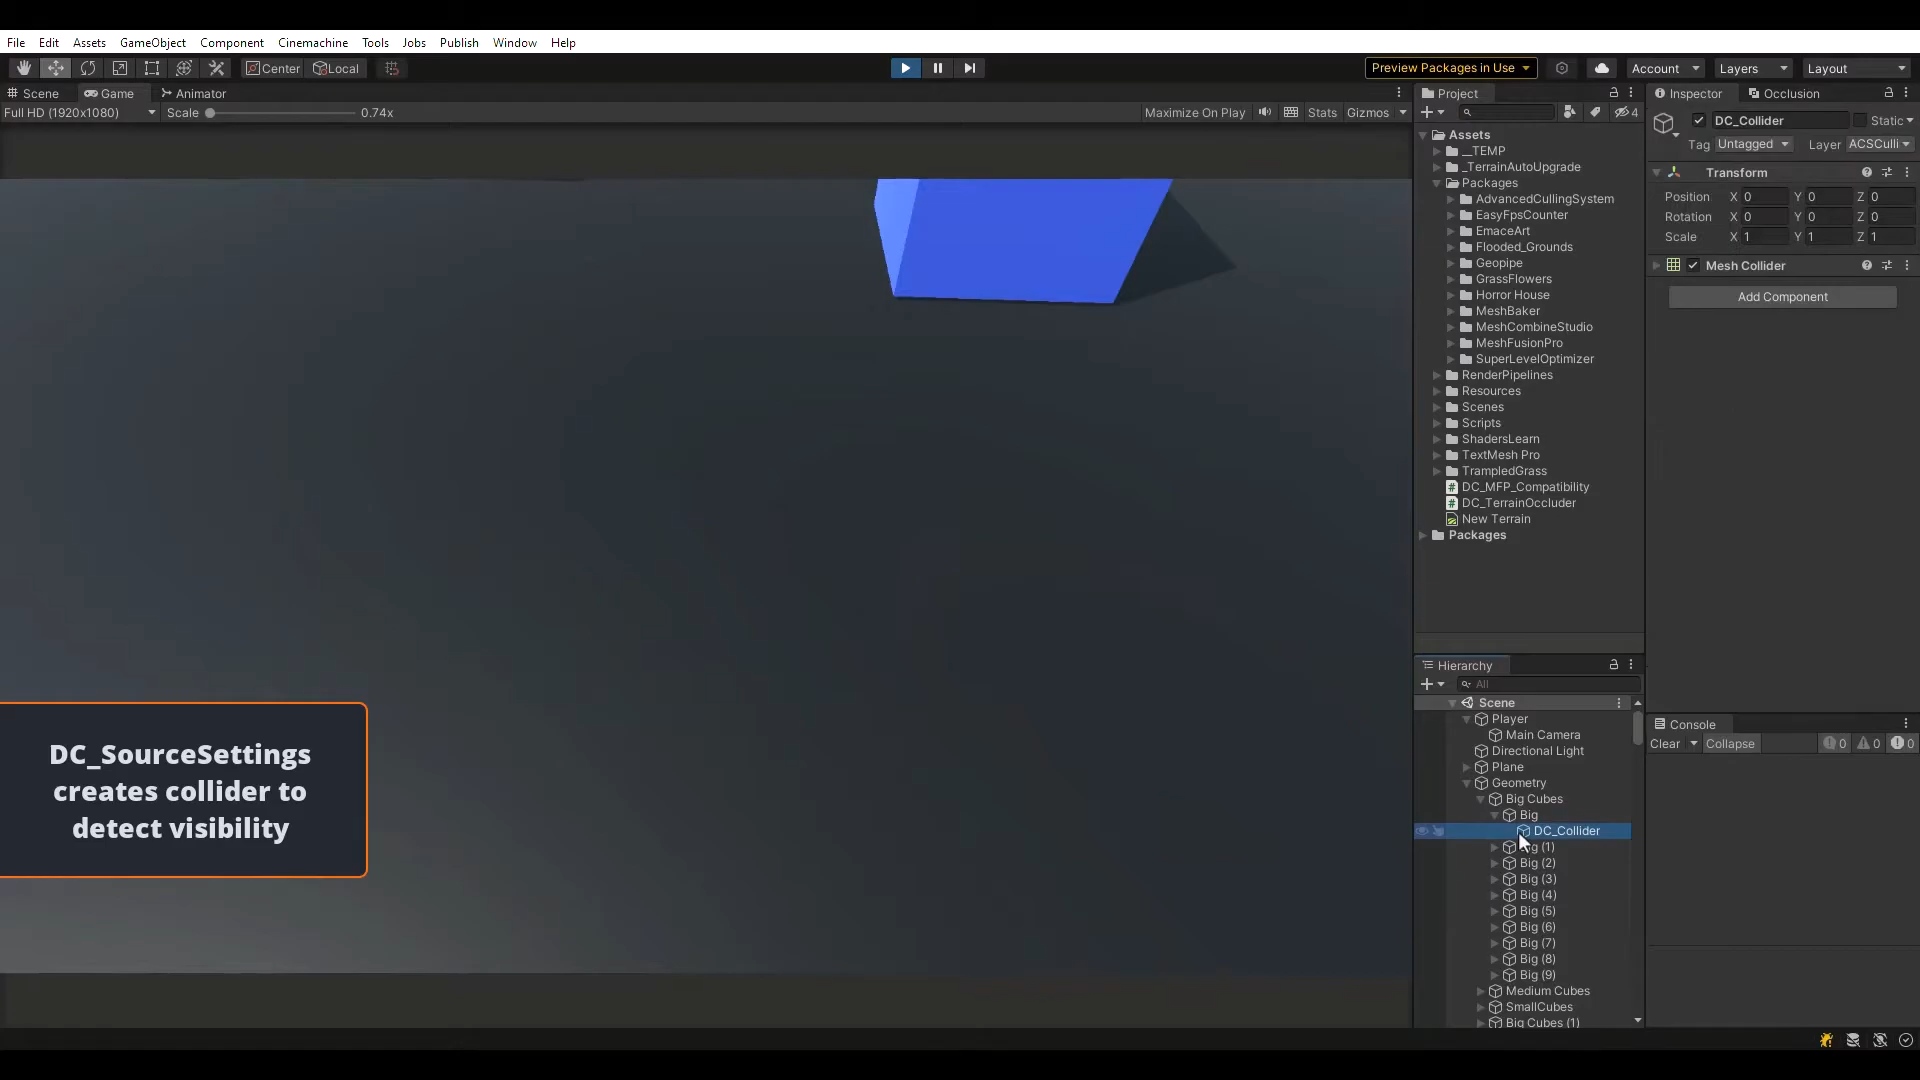 File Edit Assets GameObject Component Cinemachine Tools Jobs Publish Window Help
Center Local Preview Packages in Use Account Layers Layout
Scene Game Animator
Full HD (1920x1080) Scale 0.74x Maximize On Play Stats Gizmos
DC_SourceSettings
creates collider to
detect visibility
Project
4
Assets
__TEMP
_TerrainAutoUpgrade
Packages
AdvancedCullingSystem
EasyFpsCounter
EmaceArt
Flooded_Grounds
Geopipe
GrassFlowers
Horror House
MeshBaker
MeshCombineStudio
MeshFusionPro
SuperLevelOptimizer
RenderPipelines
Resources
Scenes
Scripts
ShadersLearn
TextMesh Pro
TrampledGrass
DC_MFP_Compatibility
DC_TerrainOccluder
New Terrain
Packages
Hierarchy
All
Scene
Player
Main Camera
Directional Light
Plane
Geometry
Big Cubes
Big
DC_Collider
(1)
Big (2)
Big (3)
Big (4)
Big (5)
Big (6)
Big (7)
Big (8)
Big (9)
Medium Cubes
SmallCubes
Big Cubes (1)
Inspector Occlusion
DC_Collider Static
Tag Untagged Layer ACSCulli
Transform
Position X 0 Y 0 Z 0
Rotation X 0 Y 0 Z 0
Scale X 1 Y 1 Z 1
Mesh Collider
Add Component
Console
Clear Collapse 0 0 0